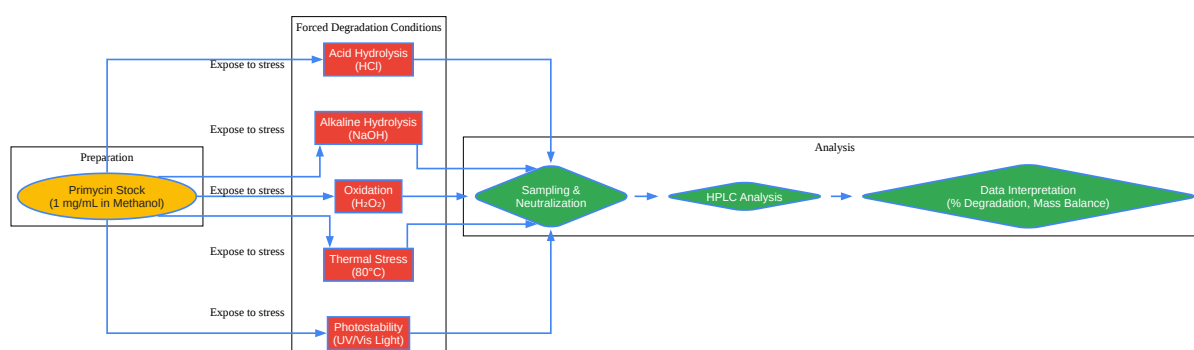 Forced Degradation Conditions
Acid Hydrolysis
(HCl)
Expose to stress
Alkaline Hydrolysis
(NaOH)
Expose to stress
Preparation
Primycin Stock
(1 mg/mL in Methanol)
Expose to stress
Oxidation
(H₂O₂)
Expose to stress
Thermal Stress
(80°C)
Expose to stress
Photostability
(UV/Vis Light)
Analysis
Sampling &
Neutralization
HPLC Analysis
Data Interpretation
(% Degradation, Mass Balance)